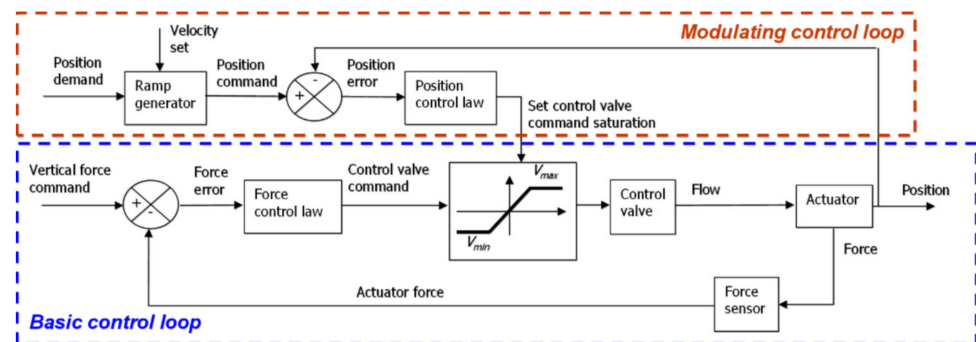 Modulating control loop
Velocity
set
Position
demand
Ramp
generator
Position
command
+
-
Position
error
Position
control law
Set control valve
command saturation
Vertical force
command
+
-
Force
error
Force
control law
Control valve
command
Vmax
Vmin
Control
valve
Flow
Actuator
Position
Force
Force
sensor
Actuator force
Basic control loop